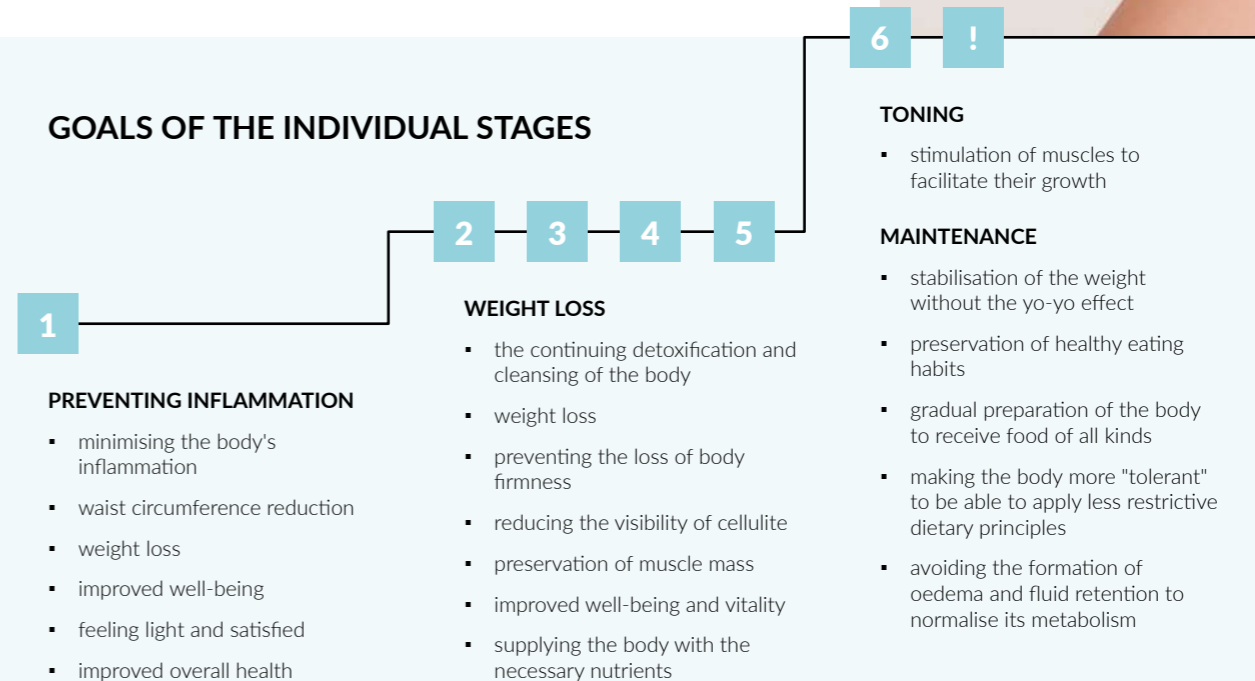 GOALS OF THE INDIVIDUAL STAGES
1
PREVENTING INFLAMMATION
▪ minimising the body's
inflammation
▪ waist circumference reduction
▪ weight loss
▪ improved well-being
▪ feeling light and satisfied
▪ improved overall health
2 3 4 5
WEIGHT LOSS
▪ the continuing detoxification and
cleansing of the body
▪ weight loss
▪ preventing the loss of body
firmness
▪ reducing the visibility of cellulite
▪ preservation of muscle mass
▪ improved well-being and vitality
▪ supplying the body with the
necessary nutrients
6 !
TONING
▪ stimulation of muscles to
facilitate their growth
MAINTENANCE
▪ stabilisation of the weight
without the yo-yo effect
▪ preservation of healthy eating
habits
▪ gradual preparation of the body
to receive food of all kinds
▪ making the body more "tolerant"
to be able to apply less restrictive
dietary principles
▪ avoiding the formation of
oedema and fluid retention to
normalise its metabolism